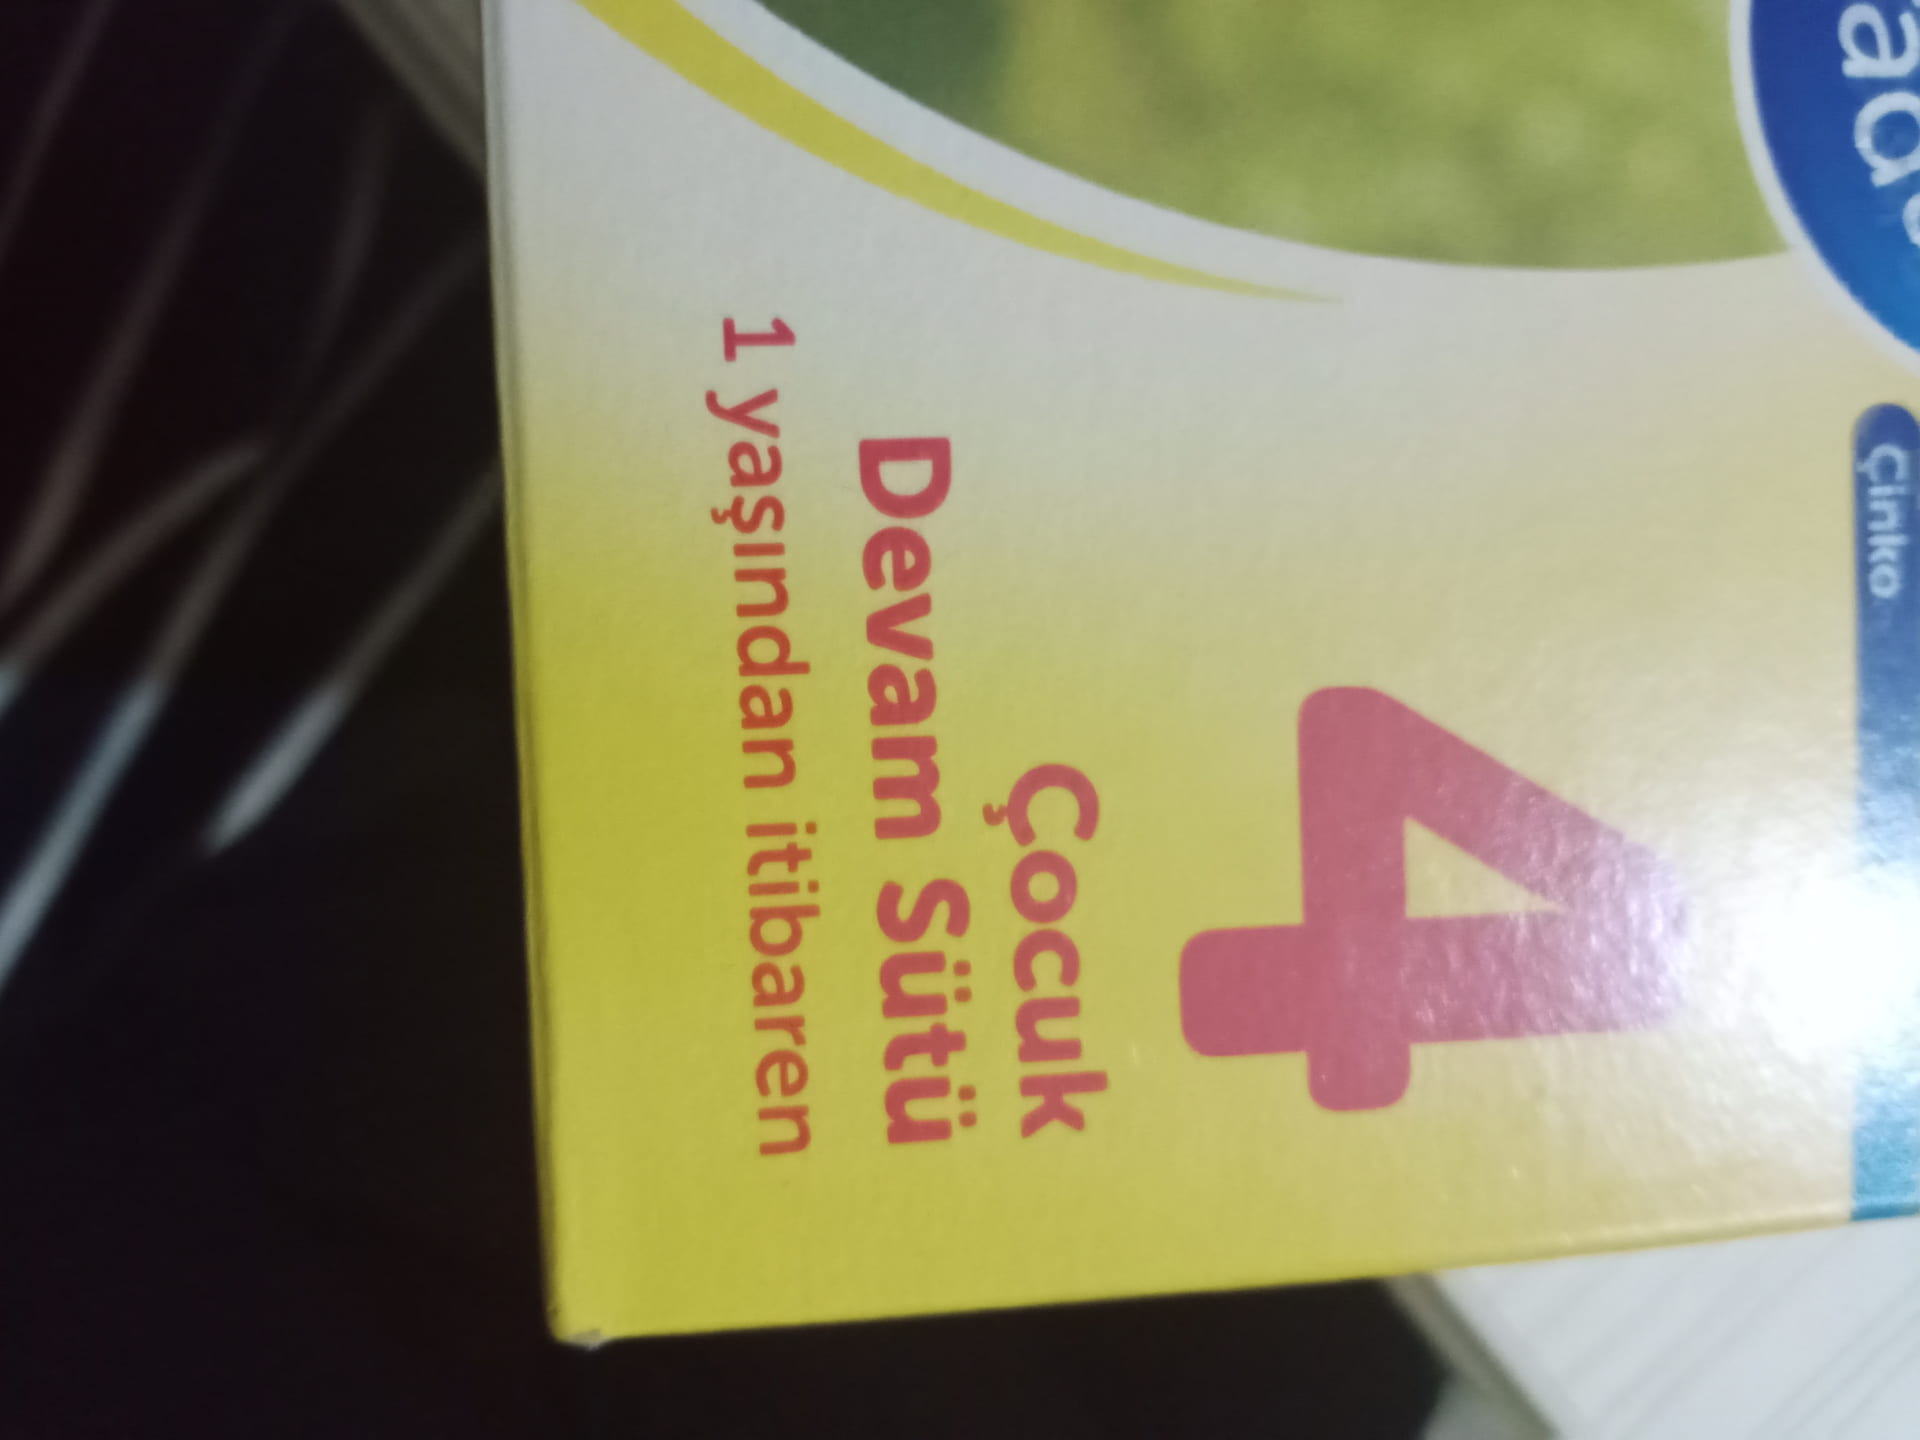 Çinko
4
Çocuk
Devam Sütü
1 yaşından itibaren